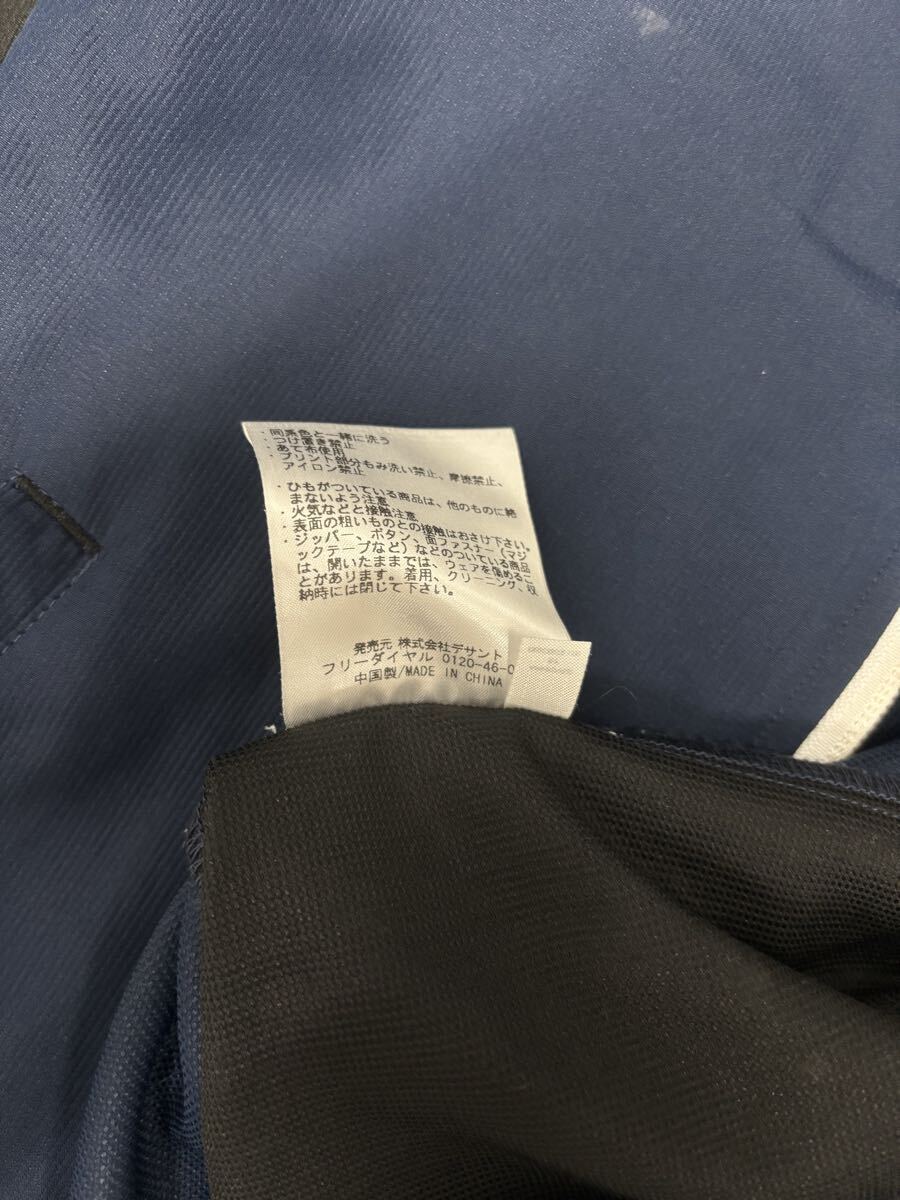 ・同系色と一緒に洗う
・つけ置き禁止
・あて布使用
・プリント部分もみ洗い禁止、摩擦禁止、
アイロン禁止
・ひもがついている商品は、他のものに絡
まないよう注意
・火気などと接触注意
・表面の粗いものとの接触はおさけ下さい。
・ジッパー、ボタン、面ファスナー（マジ
ックテープなど）などのついている商品
は、開いたままでは、ウェアを傷めるこ
とがあります。着用、クリーニング、収
納時には閉じて下さい。
発売元 株式会社デサント
フリーダイヤル 0120-46-0
中国製/MADE IN CHINA